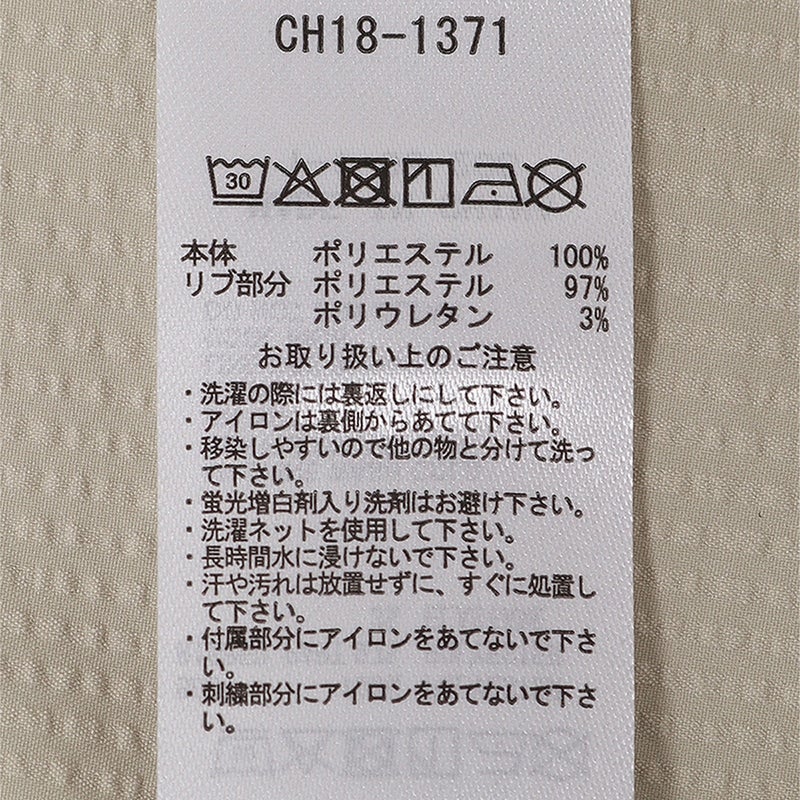 CH18-1371
30
本体 ポリエステル 100%
リブ部分 ポリエステル 97%
ポリウレタン 3%
お取り扱い上のご注意
・洗濯の際には裏返しにして下さい。
・アイロンは裏側からあてて下さい。
・移染しやすいので他の物と分けて洗っ
て下さい。
・蛍光増白剤入り洗剤はお避け下さい。
・洗濯ネットを使用して下さい。
・長時間水に浸けないで下さい。
・汗や汚れは放置せずに、すぐに処置し
て下さい。
・付属部分にアイロンをあてないで下さ
い。
・刺繍部分にアイロンをあてないで下さ
い。